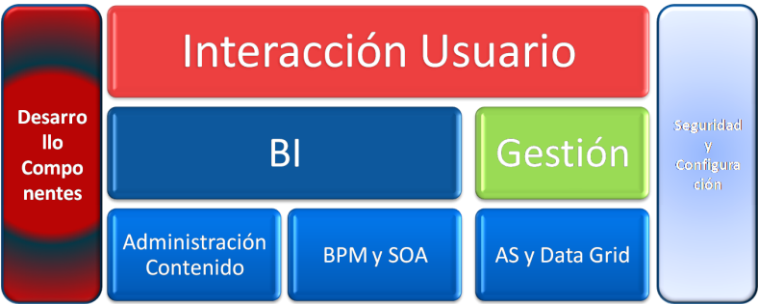 Desarro
llo
Compo
nentes
Interacción Usuario
BI
Gestión
Administración
Contenido
BPM y SOA
AS y Data Grid
Seguridad
y
Configura
ción